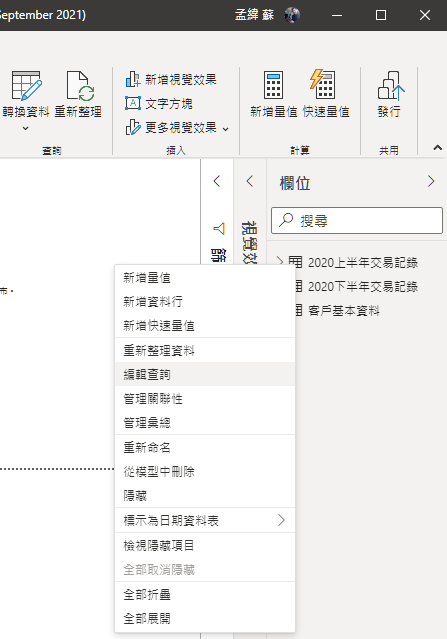 September 2021)
孟緯 蘇
轉換資料
重新整理
新增視覺效果
文字方塊
更多視覺效果
新增量值
快速量值
發行
查詢
插入
計算
共用
篩
視覺效
欄位
搜尋
2020上半年交易記錄
2020下半年交易記錄
客戶基本資料
布。
新增量值
新增資料行
新增快速量值
重新整理資料
編輯查詢
管理關聯性
管理彙總
重新命名
從模型中刪除
隱藏
標示為日期資料表
檢視隱藏項目
全部取消隱藏
全部折疊
全部展開